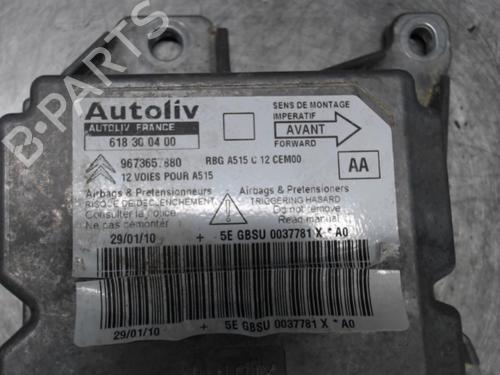 Autoliv
AUTOLIV FRANCE
618 30 04 00
SENS DE MONTAGE
IMPERATIF
AVANT
FORWARD
RBG A515 C 12 CEM00
12 VOIES POUR A515
AA
Airbags & Pretensionneurs
RISQUE DE DECLENCHEMENT
Consulter la notice
Ne pas démonter
Airbags & Pretensioners
TRIGGERING HASARD
Do not remove
Read manual
29/01/10 + 5E GBSU 0037781 X * A0
29/01/10 + 5E GBSU 0037781 X * A0
AUTOLIV
B-PARTS